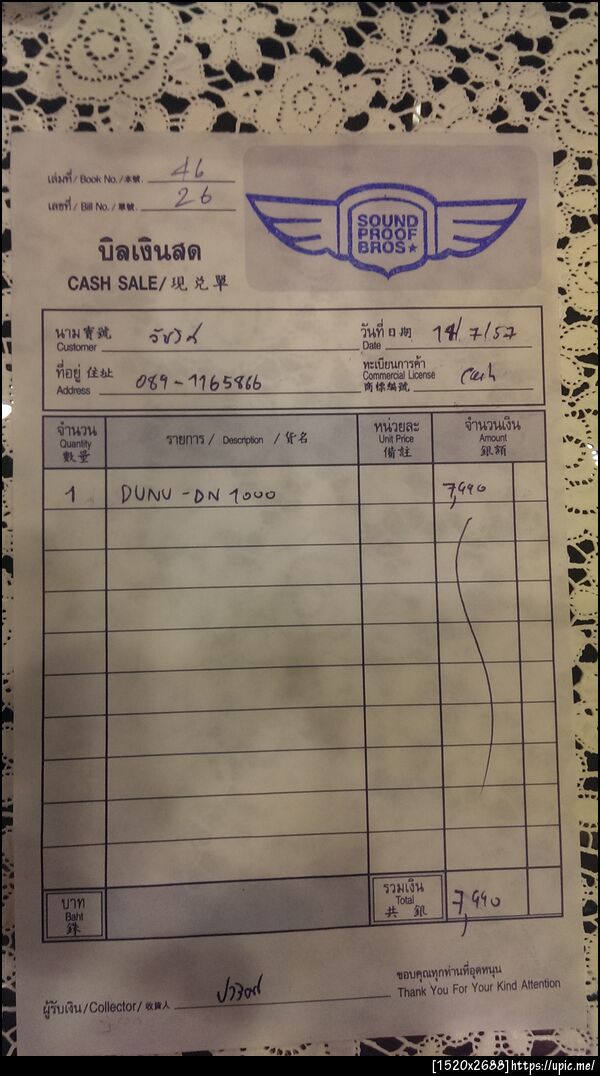 เล่มที่ / Book No. / 本號 46
เลขที่ / Bill No. / 單號 26
SOUND
PROOF
BROS★
บิลเงินสด
CASH SALE/現兑單
นาม寳號
Customer
วันที่日期 18/7/57
Date
ที่อยู่ 住址 089-1165866
Address
ทะเบียนการค้า Cash
Commercial License
商標編號
จำนวน รายการ / Description / 貨名 หน่วยละ จำนวนเงิน
Quantity Unit Price Amount
數量 備註 銀額
1 DUNU - DN 1000 7,990
บาท รวมเงิน
Baht Total 7,990
銖 共 銀
ขอบคุณทุกท่านที่อุดหนุน
Thank You For Your Kind Attention
ผู้รับเงิน/Collector/收貨人
[1520x2688]https://upic.me/